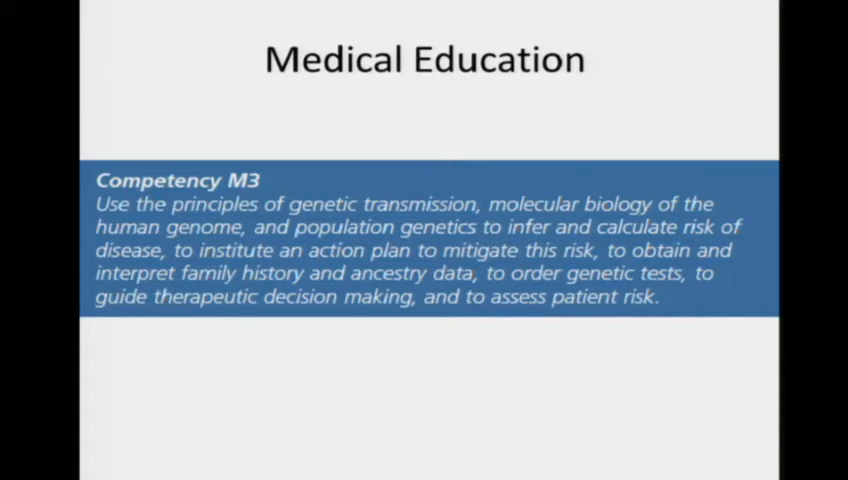 Medical Education
Competency M3
Use the principles of genetic transmission, molecular biology of the
human genome, and population genetics to infer and calculate risk of
disease, to institute an action plan to mitigate this risk, to obtain and
interpret family history and ancestry data, to order genetic tests, to
guide therapeutic decision making, and to assess patient risk.